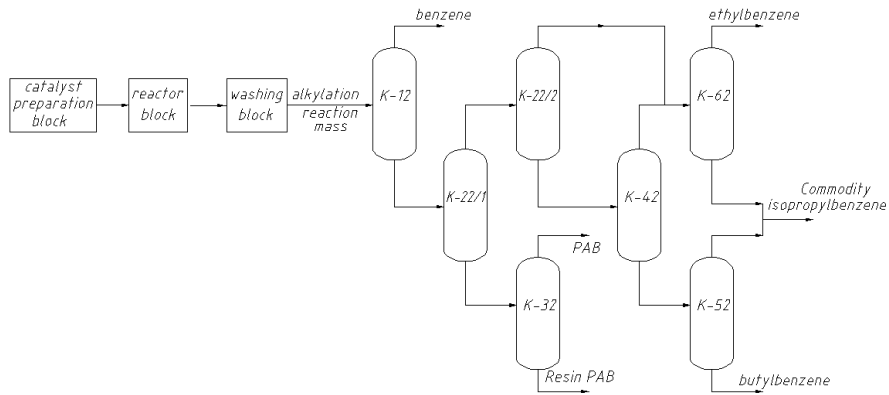 benzene
ethylbenzene
catalyst
preparation
block
reactor
block
washing
block
alkylation
reaction
mass
K-12
K-22/2
K-62
K-22/1
K-42
Commodity
isopropylbenzene
PAB
K-32
K-52
Resin PAB
butylbenzene